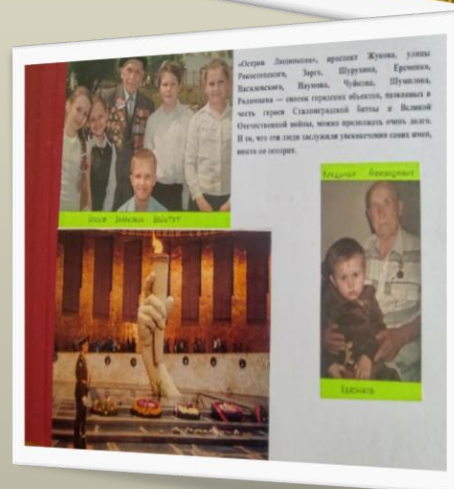 «Остров Людникова», проспект Жукова, улицы
Рокоссовского, Зорге, Шурухина, Еременко,
Василевского, Наумова, Чуйкова, Шумилова,
Родимцева — список городских объектов, названных в
честь героев Сталинградской битвы и Великой
Отечественной войны, можно продолжать очень долго.
И то, что эти люди заслужили увековечения своих имен,
никто не оспорит.
Владимир